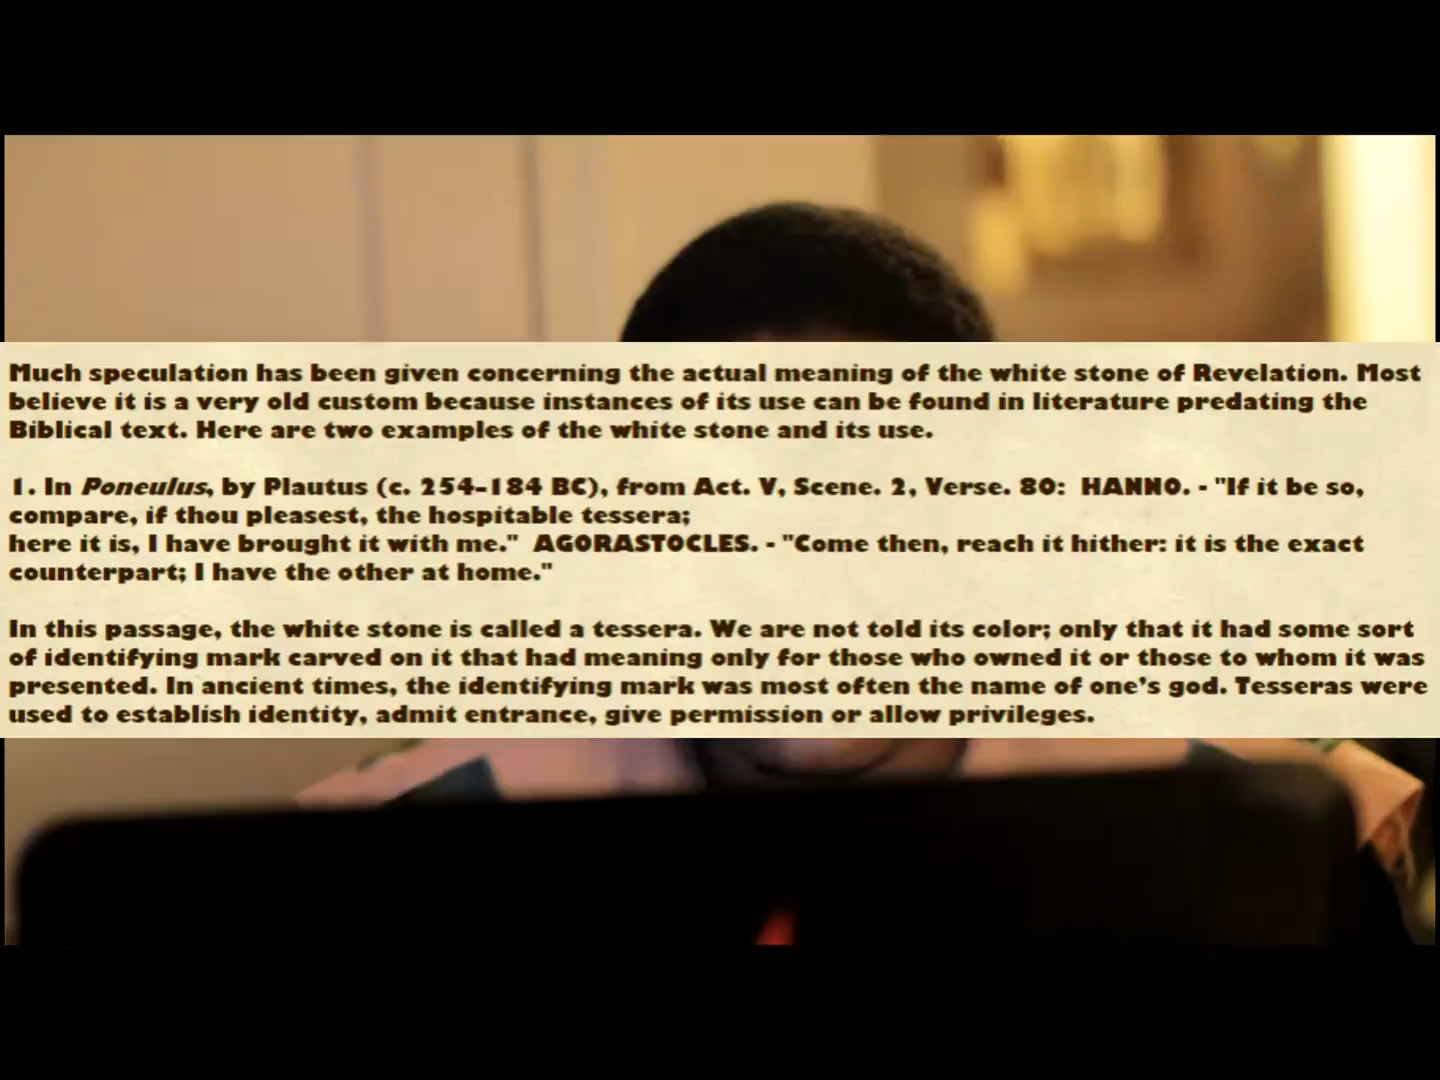 Much speculation has been given concerning the actual meaning of the white stone of Revelation. Most
believe it is a very old custom because instances of its use can be found in literature predating the
Biblical text. Here are two examples of the white stone and its use.
1. In Poneulus, by Plautus (c. 254-184 BC), from Act. V, Scene. 2, Verse. 80: HANNO. - "If it be so,
compare, if thou pleasest, the hospitable tessera;
here it is, I have brought it with me." AGORASTOCLES. - "Come then, reach it hither: it is the exact
counterpart; I have the other at home."
In this passage, the white stone is called a tessera. We are not told its color; only that it had some sort
of identifying mark carved on it that had meaning only for those who owned it or those to whom it was
presented. In ancient times, the identifying mark was most often the name of one's god. Tesseras were
used to establish identity, admit entrance, give permission or allow privileges.